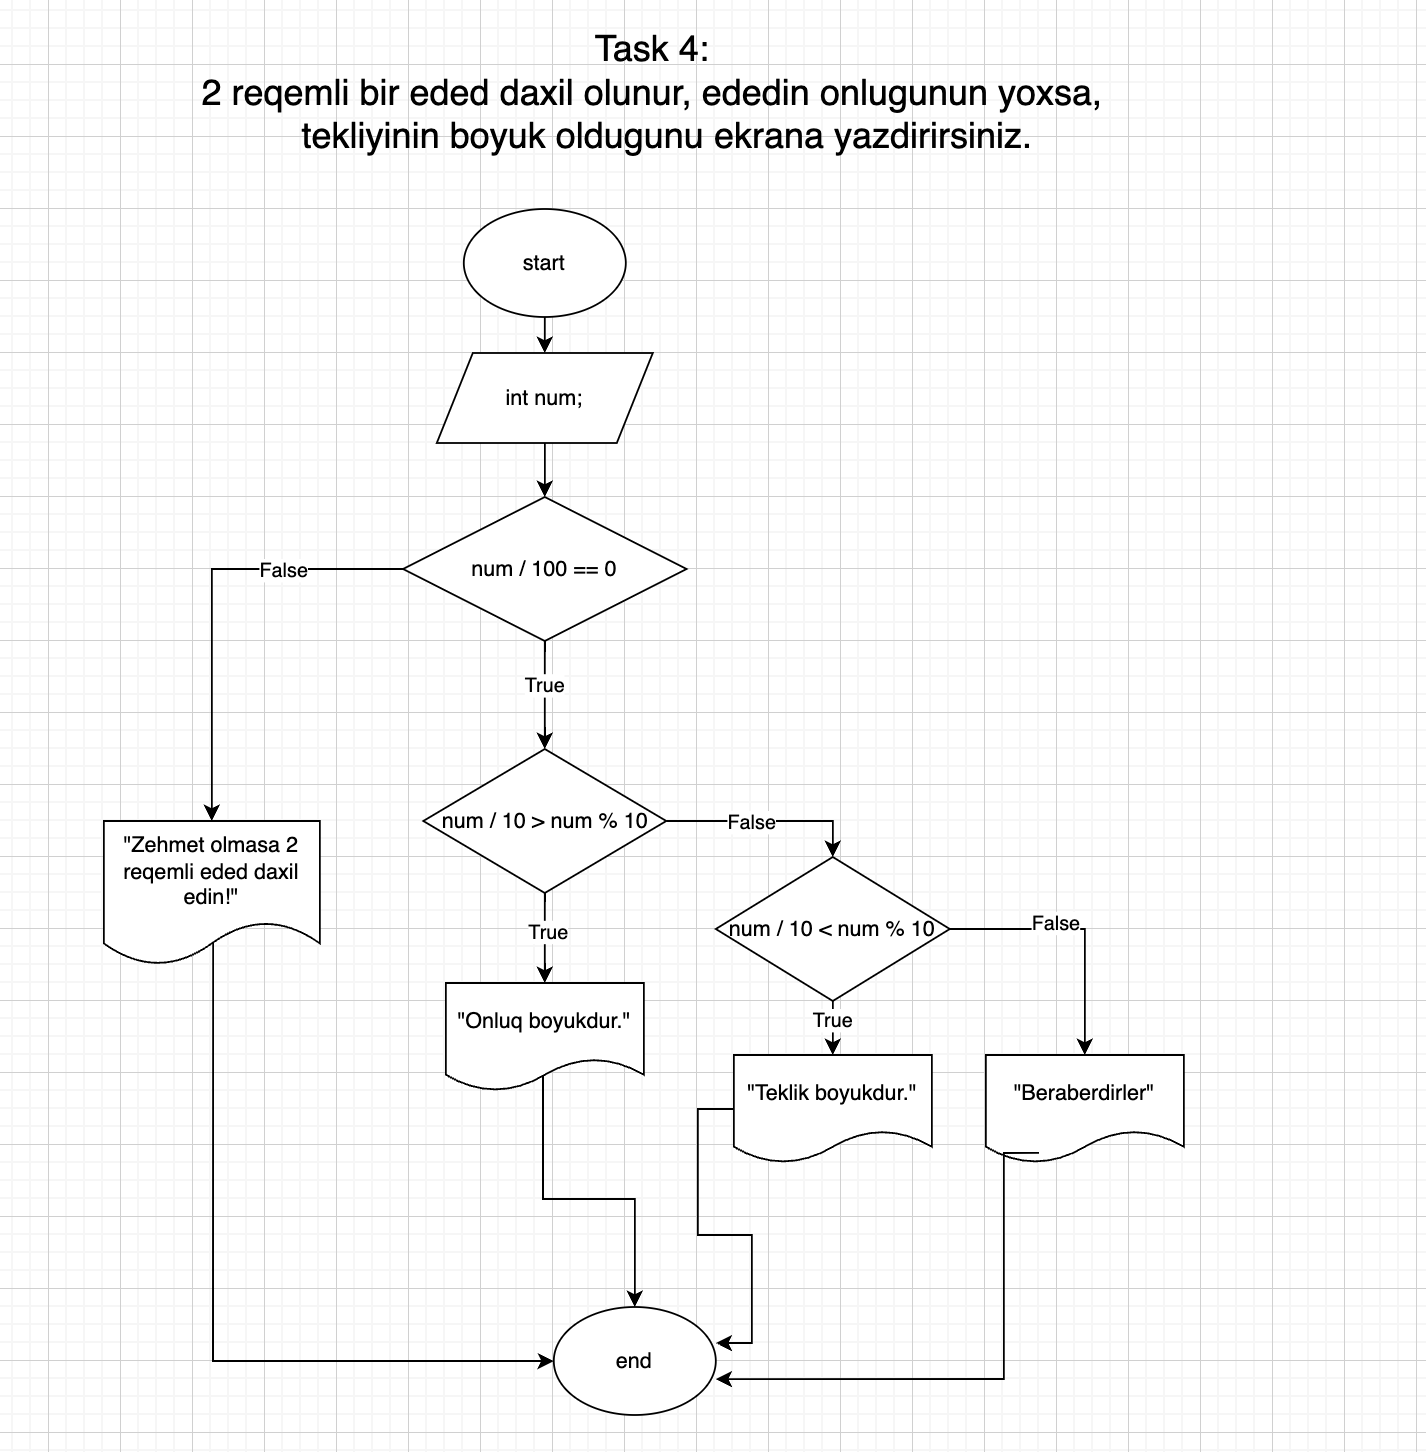 Task 4:
2 reqemli bir eded daxil olunur, ededin onlugunun yoxsa,
tekliyinin boyuk oldugunu ekrana yazdirirsiniz.
start
int num;
num / 100 == 0
False
True
num / 10 > num % 10
False
"Zehmet olmasa 2
reqemli eded daxil
edin!"
num / 10 < num % 10
False
True
"Onluq boyukdur."
True
"Teklik boyukdur."
"Beraberdirler"
end